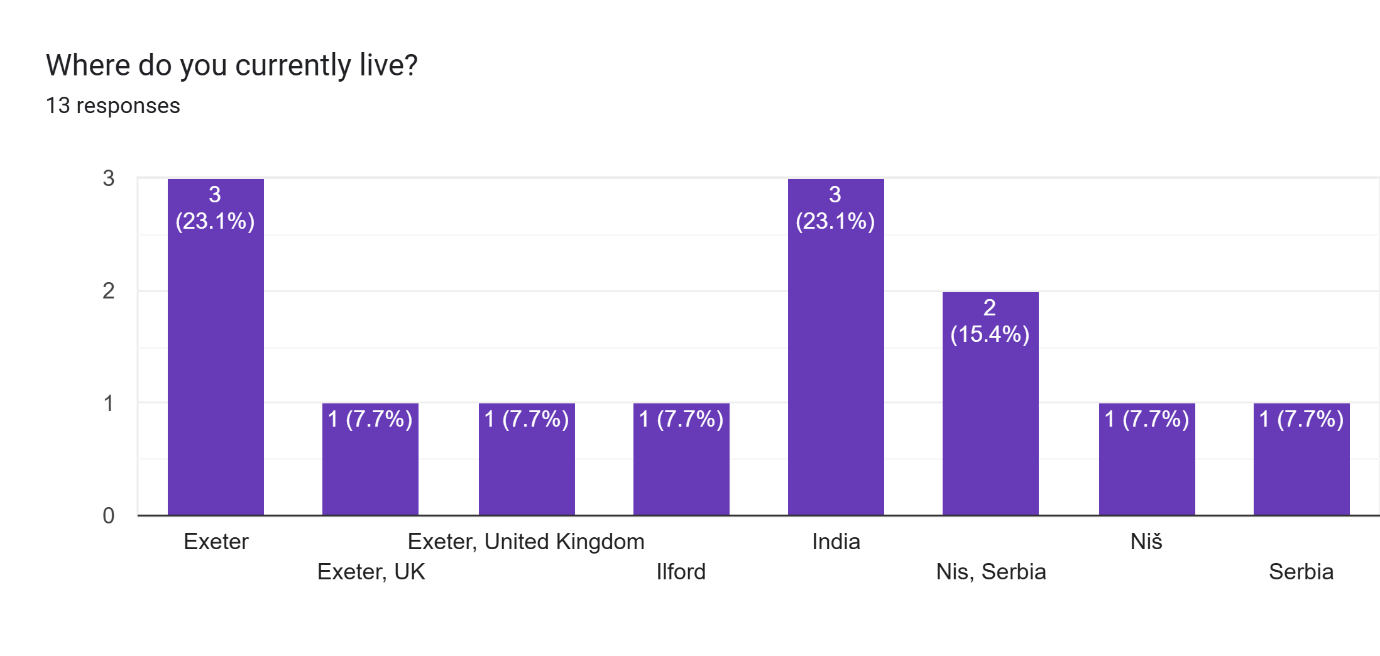 Where do you currently live?
13 responses
3
2
1
0
3
(23.1%)
1 (7.7%)
1 (7.7%)
1 (7.7%)
3
(23.1%)
2
(15.4%)
1 (7.7%)
1 (7.7%)
Exeter
Exeter, UK
Exeter, United Kingdom
Ilford
India
Nis, Serbia
Niš
Serbia